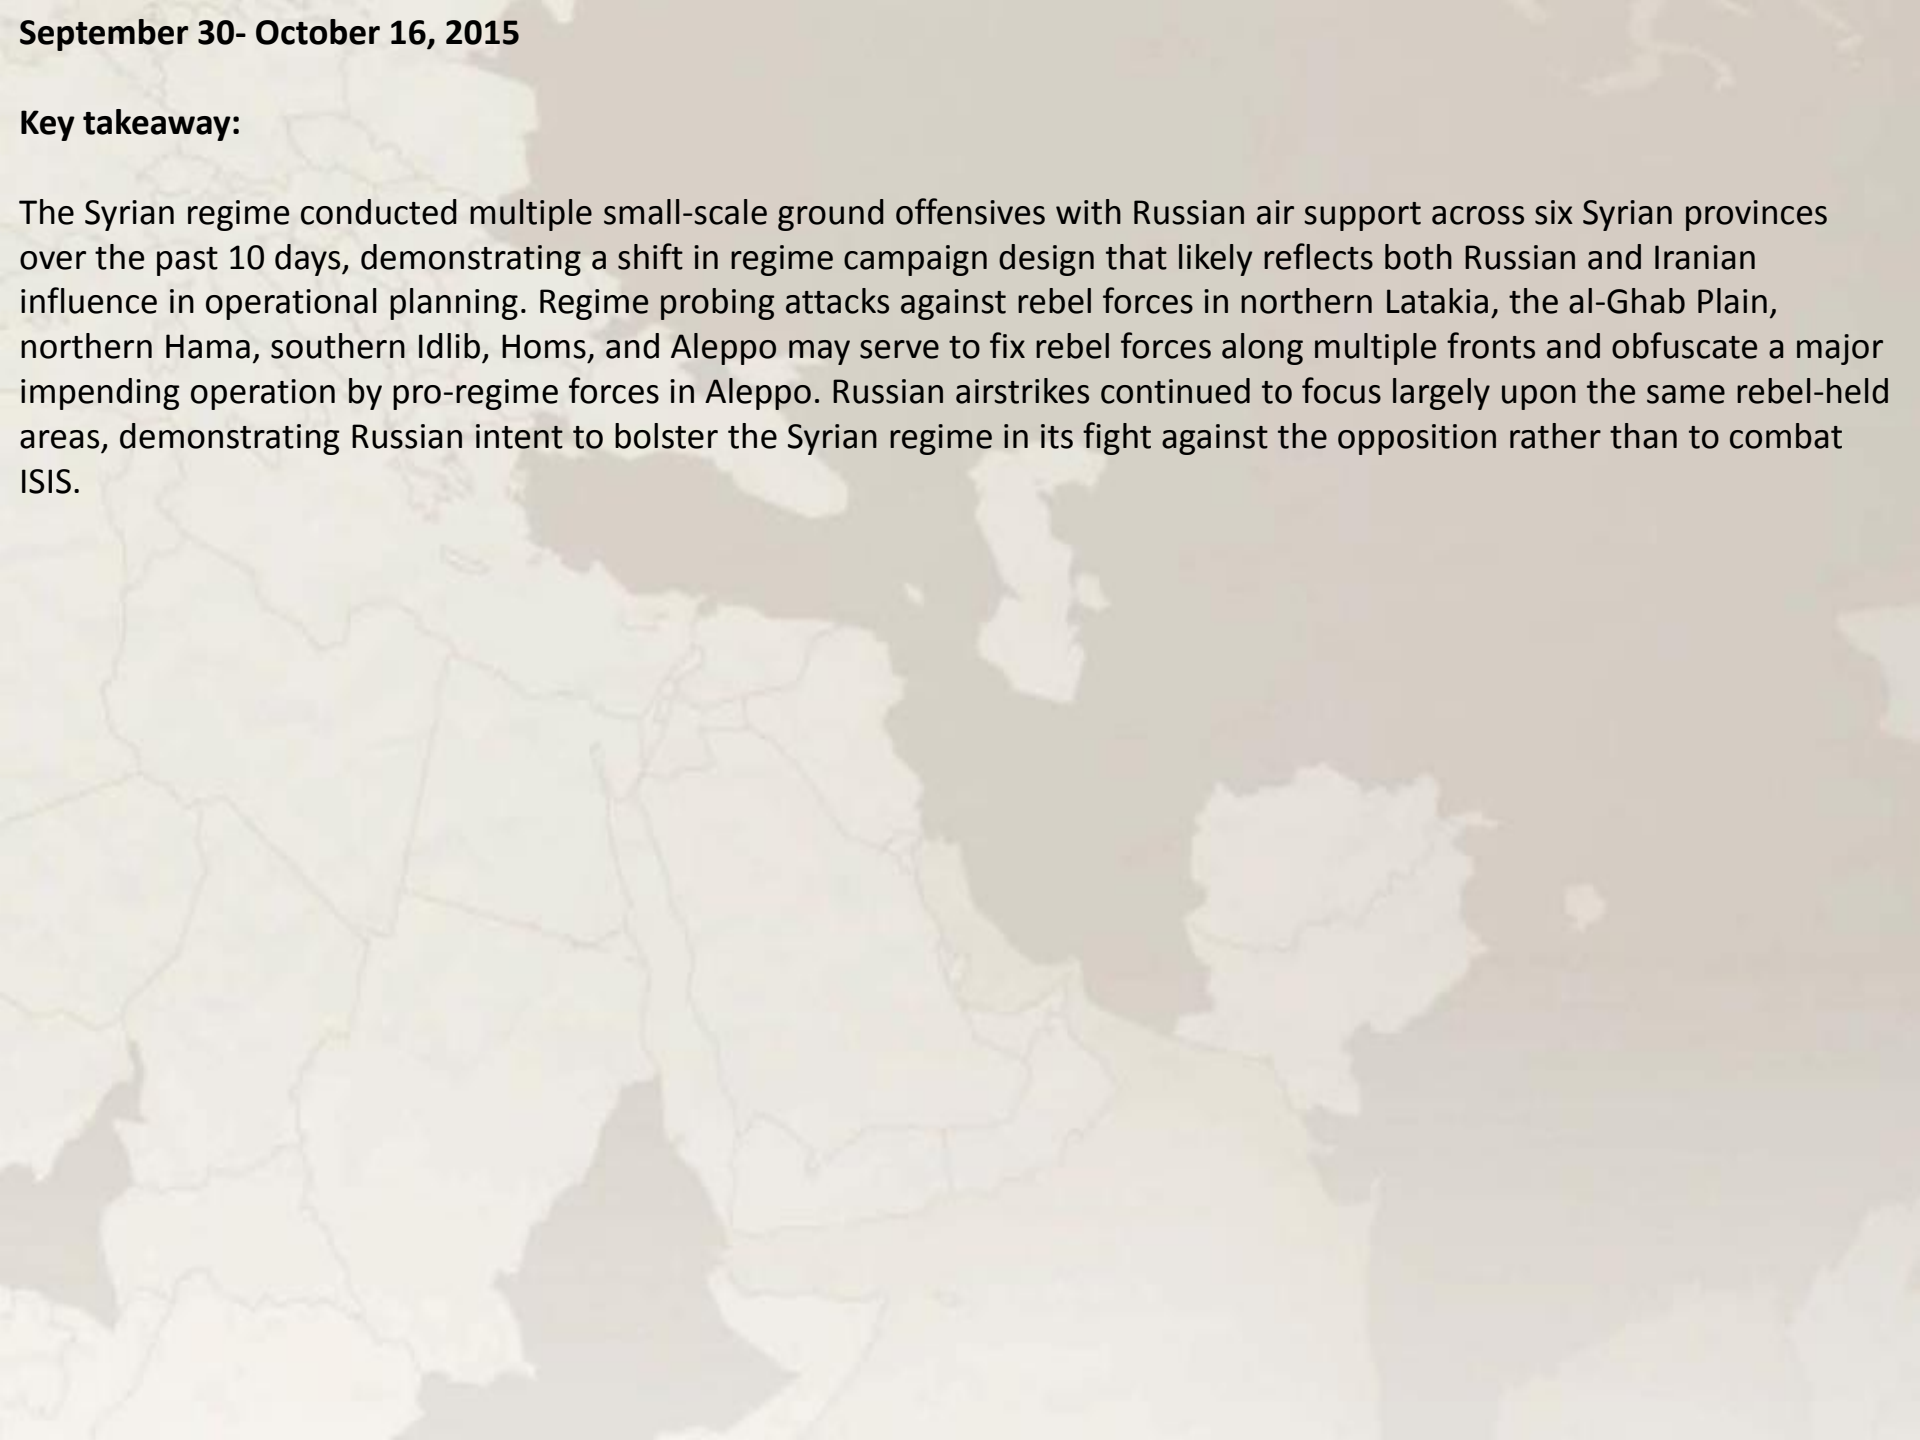 September 30- October 16, 2015
Key takeaway:
The Syrian regime conducted multiple small-scale ground offensives with Russian air support across six Syrian provinces
over the past 10 days, demonstrating a shift in regime campaign design that likely reflects both Russian and Iranian
influence in operational planning. Regime probing attacks against rebel forces in northern Latakia, the al-Ghab Plain,
northern Hama, southern Idlib, Homs, and Aleppo may serve to fix rebel forces along multiple fronts and obfuscate a major
impending operation by pro-regime forces in Aleppo. Russian airstrikes continued to focus largely upon the same rebel-held
areas, demonstrating Russian intent to bolster the Syrian regime in its fight against the opposition rather than to combat
ISIS.